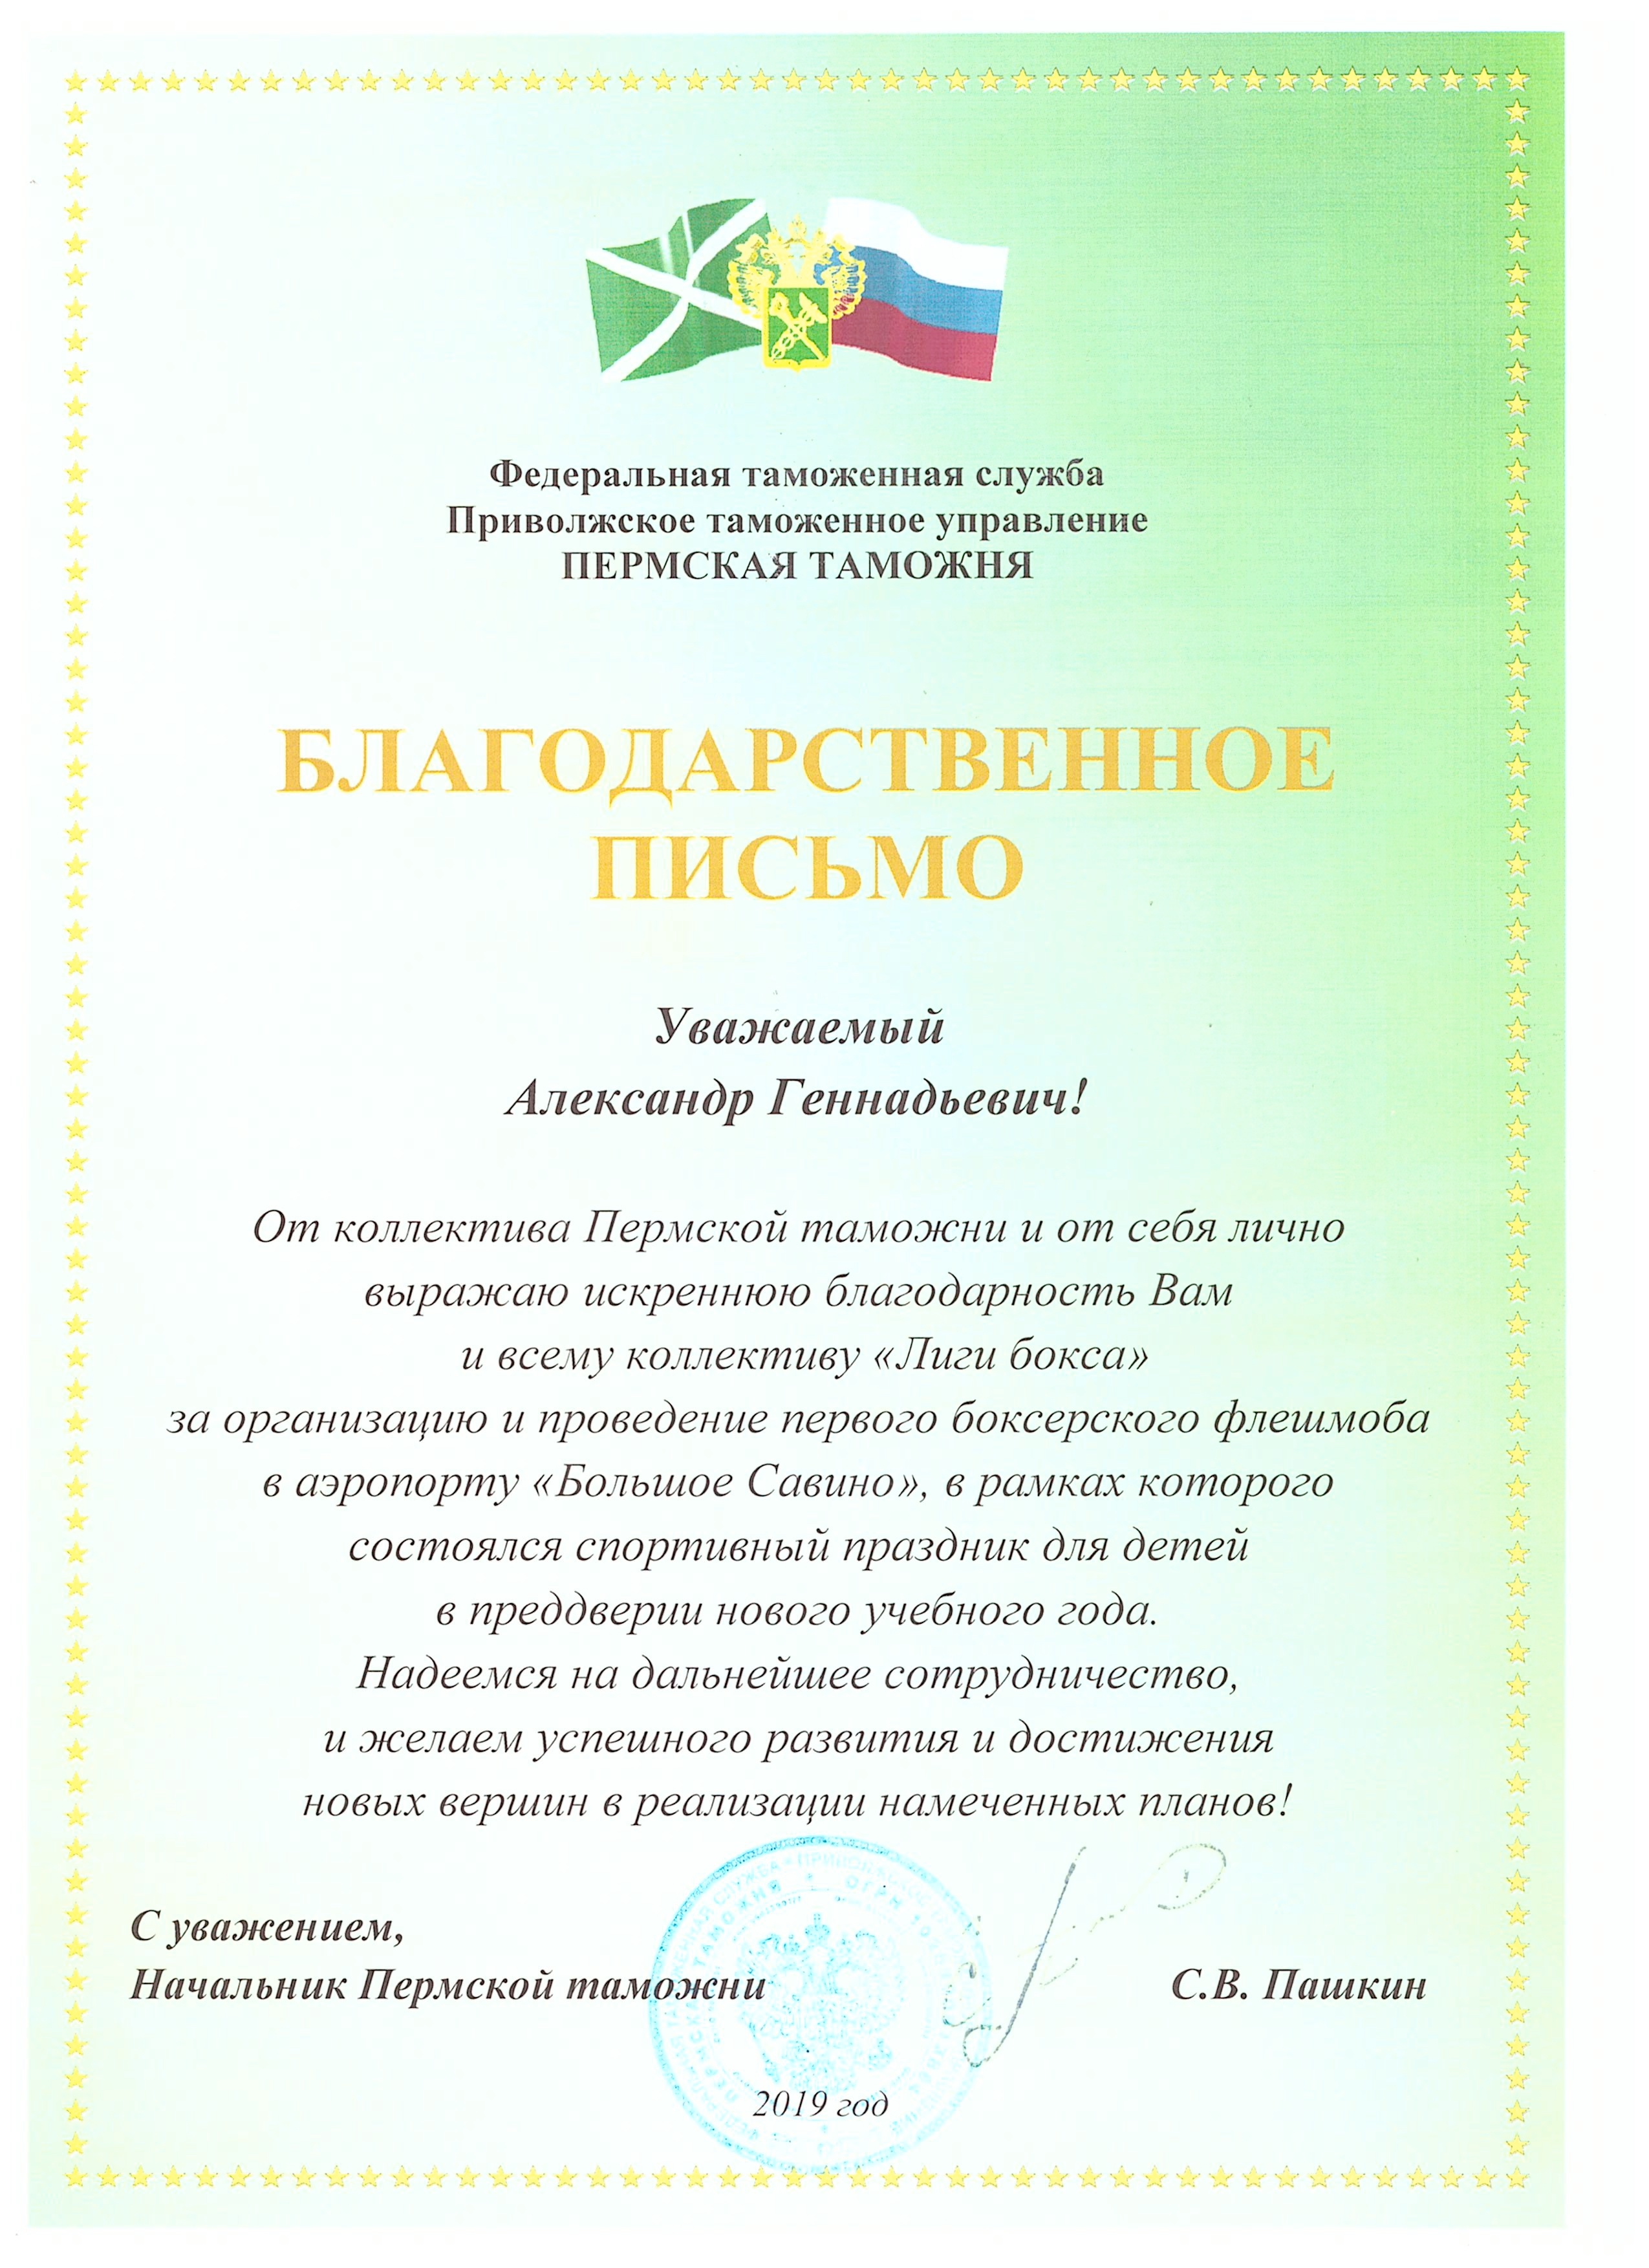 Федеральная таможенная служба
Приволжское таможенное управление
ПЕРМСКАЯ ТАМОЖНЯ
БЛАГОДАРСТВЕННОЕ
ПИСЬМО
Уважаемый
Александр Геннадьевич!
От коллектива Пермской таможни и от себя лично
выражаю искреннюю благодарность Вам
и всему коллективу «Лиги бокса»
за организацию и проведение первого боксерского флешмоба
в аэропорту «Большое Савино», в рамках которого
состоялся спортивный праздник для детей
в преддверии нового учебного года.
Надеемся на дальнейшее сотрудничество,
и желаем успешного развития и достижения
новых вершин в реализации намеченных планов!
С уважением,
Начальник Пермской таможни
С.В. Пашкин
2019 год
ПЕРМСКАЯ ТАМОЖНЯ * ОГРН